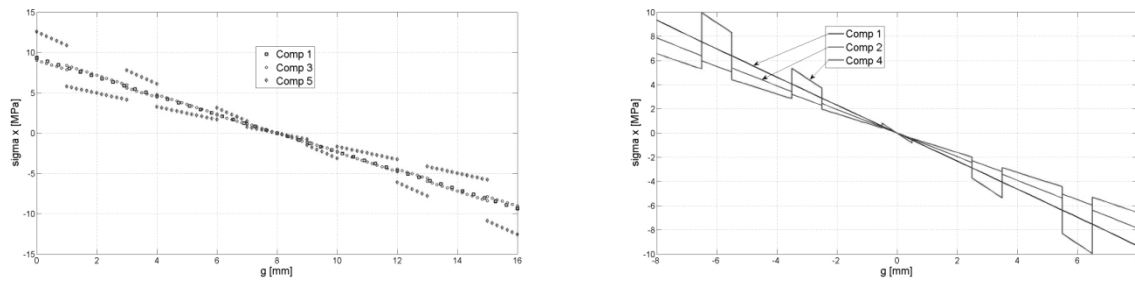 15
10
5
0
-5
-10
-15
sigma x [MPa]
Comp 1
Comp 3
Comp 5
0 2 4 6 8 10 12 14 16
g [mm]
10
8
6
4
2
0
-2
-4
-6
-8
-10
sigma x [MPa]
Comp 1
Comp 2
Comp 4
-8 -6 -4 -2 0 2 4 6
g [mm]